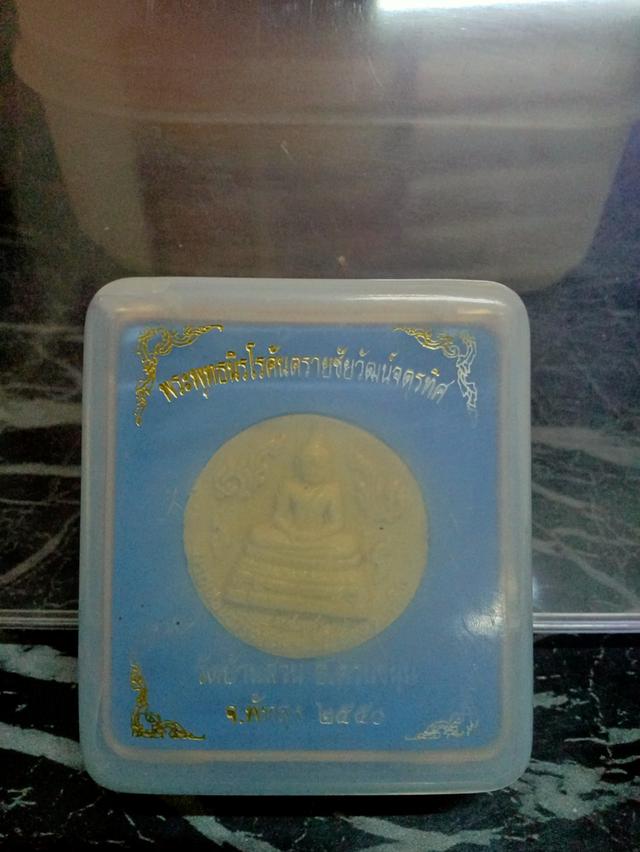 พระพุทธนิรโรคันตรายชัยวัฒน์จตุรทิศ
วัดบ้านสวน อ.ควนขนุน
จ.พัทลุง ๒๕๕๐